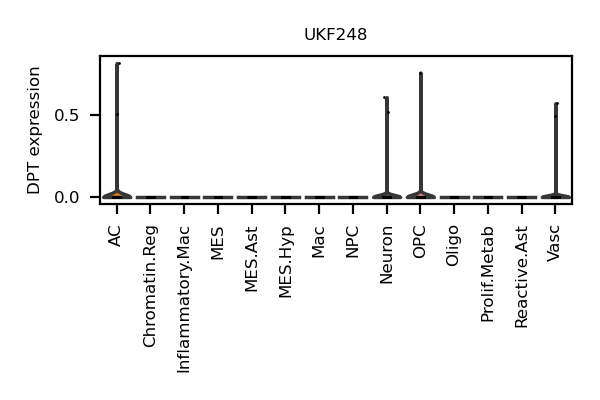 UKF248
DPT expression
0.5
0.0
AC
Chromatin.Reg
Inflammatory.Mac
MES
MES.Ast
MES.Hyp
Mac
NPC
Neuron
OPC
Oligo
Prolif.Metab
Reactive.Ast
Vasc